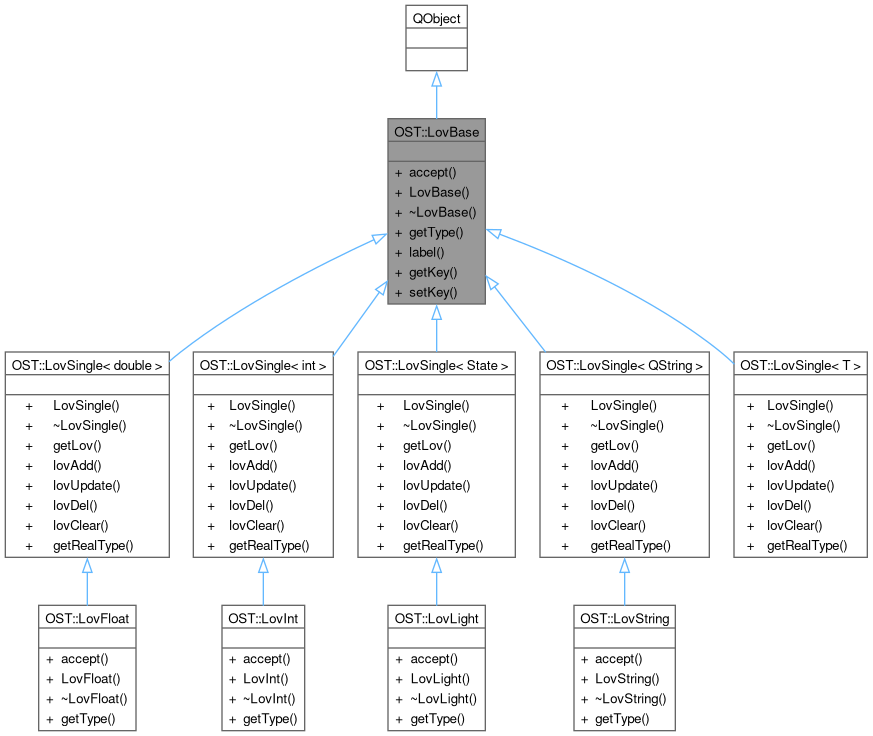 QObject
OST::LovBase
+ accept()
+ LovBase()
+ ~LovBase()
+ getType()
+ label()
+ getKey()
+ setKey()
OST::LovSingle< double >
+ LovSingle()
+ ~LovSingle()
+ getLov()
+ lovAdd()
+ lovUpdate()
+ lovDel()
+ lovClear()
+ getRealType()
OST::LovSingle< int >
+ LovSingle()
+ ~LovSingle()
+ getLov()
+ lovAdd()
+ lovUpdate()
+ lovDel()
+ lovClear()
+ getRealType()
OST::LovSingle< State >
+ LovSingle()
+ ~LovSingle()
+ getLov()
+ lovAdd()
+ lovUpdate()
+ lovDel()
+ lovClear()
+ getRealType()
OST::LovSingle< QString >
+ LovSingle()
+ ~LovSingle()
+ getLov()
+ lovAdd()
+ lovUpdate()
+ lovDel()
+ lovClear()
+ getRealType()
OST::LovSingle< T >
+ LovSingle()
+ ~LovSingle()
+ getLov()
+ lovAdd()
+ lovUpdate()
+ lovDel()
+ lovClear()
+ getRealType()
OST::LovFloat
+ accept()
+ LovFloat()
+ ~LovFloat()
+ getType()
OST::LovInt
+ accept()
+ LovInt()
+ ~LovInt()
+ getType()
OST::LovLight
+ accept()
+ LovLight()
+ ~LovLight()
+ getType()
OST::LovString
+ accept()
+ LovString()
+ ~LovString()
+ getType()